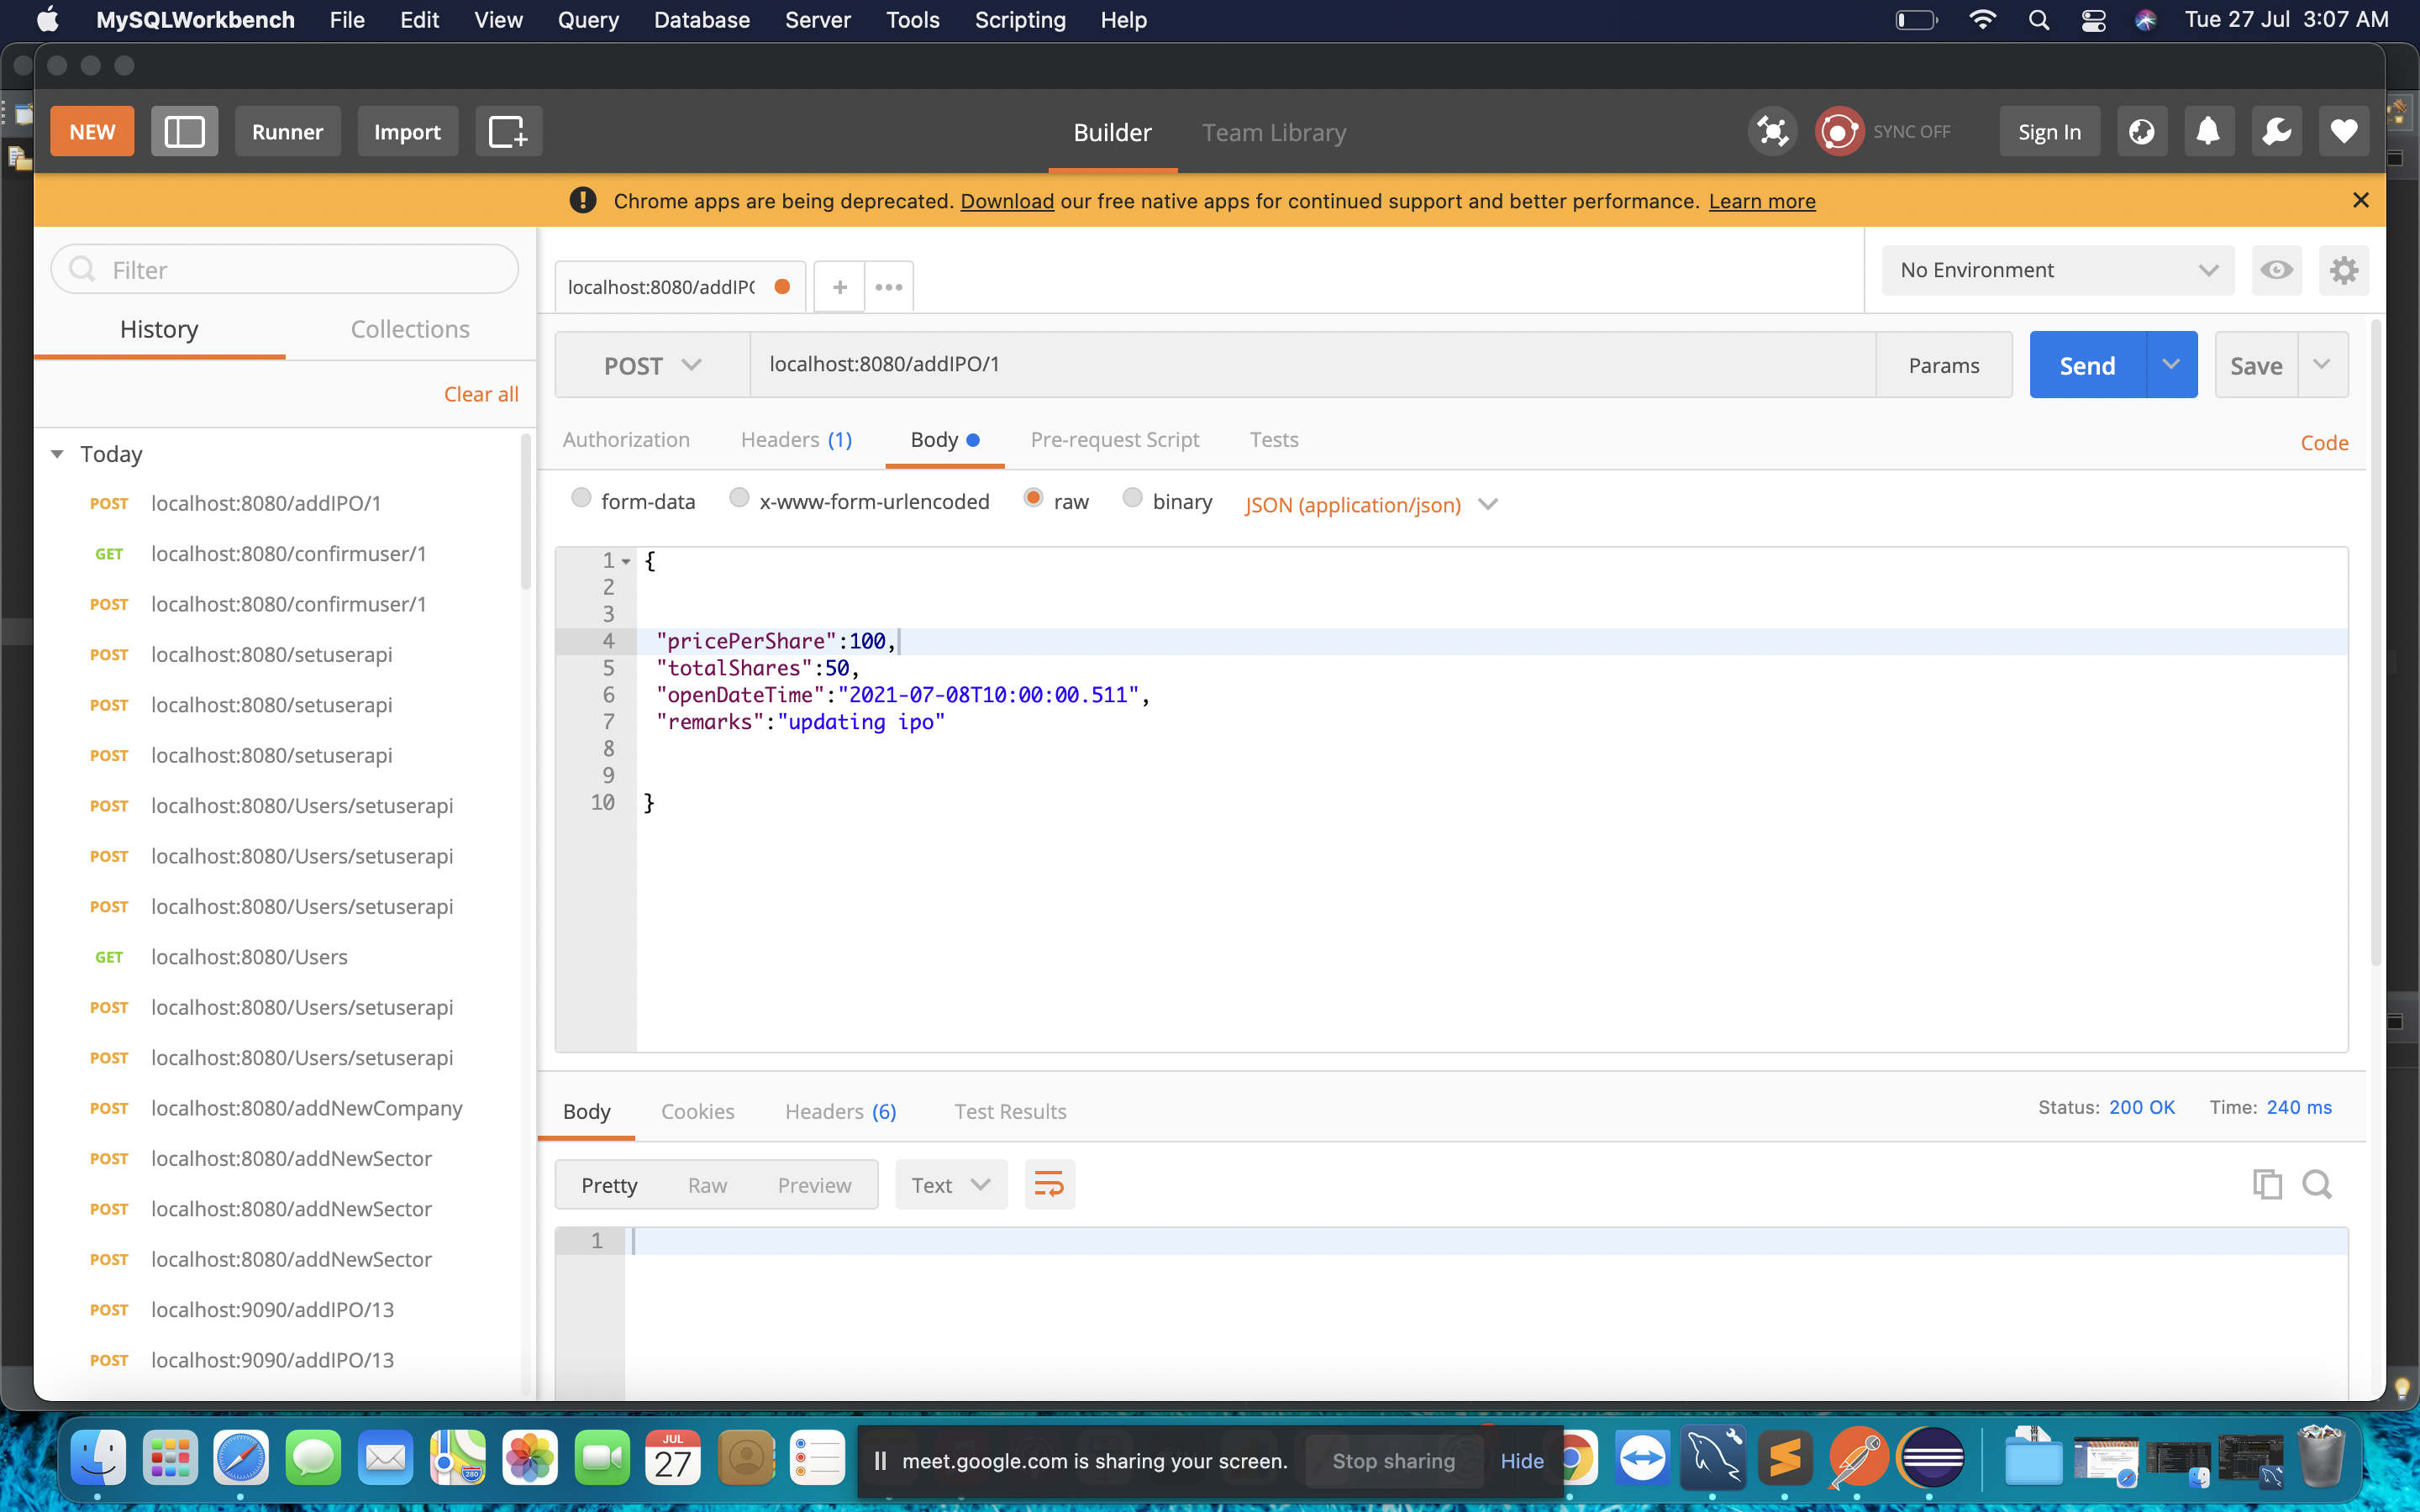 MySQLWorkbench File Edit View Query Database Server Tools Scripting Help Tue 27 Jul 3:07 AM
NEW Runner Import Builder Team Library SYNC OFF Sign In
Chrome apps are being deprecated. Download our free native apps for continued support and better performance. Learn more
Filter
History Collections
Clear all
Today
POST localhost:8080/addIPO/1
GET localhost:8080/confirmuser/1
POST localhost:8080/confirmuser/1
POST localhost:8080/setuserapi
POST localhost:8080/setuserapi
POST localhost:8080/setuserapi
POST localhost:8080/Users/setuserapi
POST localhost:8080/Users/setuserapi
POST localhost:8080/Users/setuserapi
GET localhost:8080/Users
POST localhost:8080/Users/setuserapi
POST localhost:8080/Users/setuserapi
POST localhost:8080/addNewCompany
POST localhost:8080/addNewSector
POST localhost:8080/addNewSector
POST localhost:8080/addNewSector
POST localhost:9090/addIPO/13
POST localhost:9090/addIPO/13
localhost:8080/addIPO + •••
No Environment
POST localhost:8080/addIPO/1 Params Send Save
Authorization Headers (1) Body Pre-request Script Tests Code
form-data x-www-form-urlencoded raw binary JSON (application/json)
1 {
2
3
4 "pricePerShare":100,
5 "totalShares":50,
6 "openDateTime":"2021-07-08T10:00:00.511",
7 "remarks":"updating ipo"
8
9
10 }
Body Cookies Headers (6) Test Results Status: 200 OK Time: 240 ms
Pretty Raw Preview Text
1
JUL
27
280
meet.google.com is sharing your screen. Stop sharing Hide